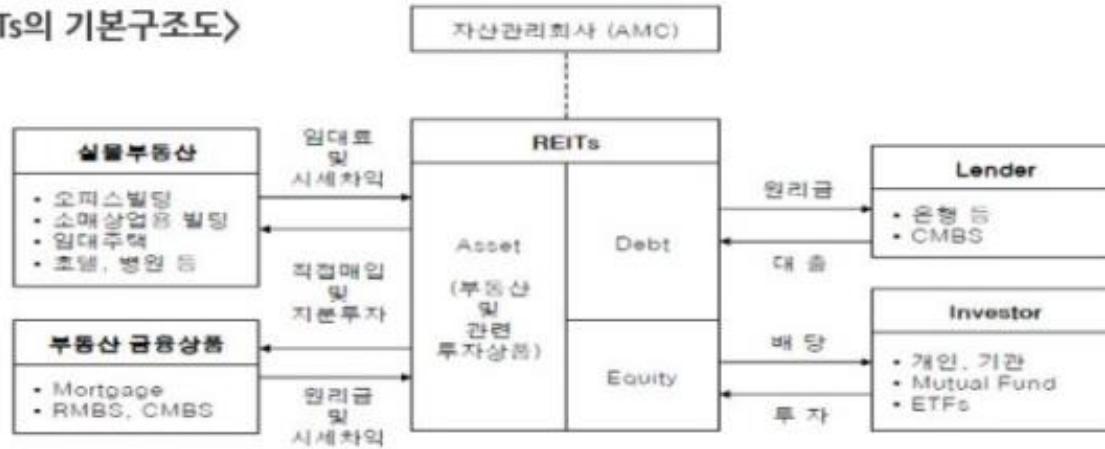 Ts의 기본구조도>
자산관리회사 (AMC)
실물부동산
• 오피스빌딩
• 소매상업용 빌딩
• 임대주택
• 호텔, 병원 등
임대료
및
시세차익
직접매입
및
지분투자
부동산 금융상품
• Mortgage
• RMBS, CMBS
원리금
및
시세차익
REITs
Asset
(부동산
및
관련
투자상품)
Debt
Equity
원리금
대 출
배 당
투 자
Lender
• 은행 등
• CMBS
Investor
• 개인, 기관
• Mutual Fund
• ETFs